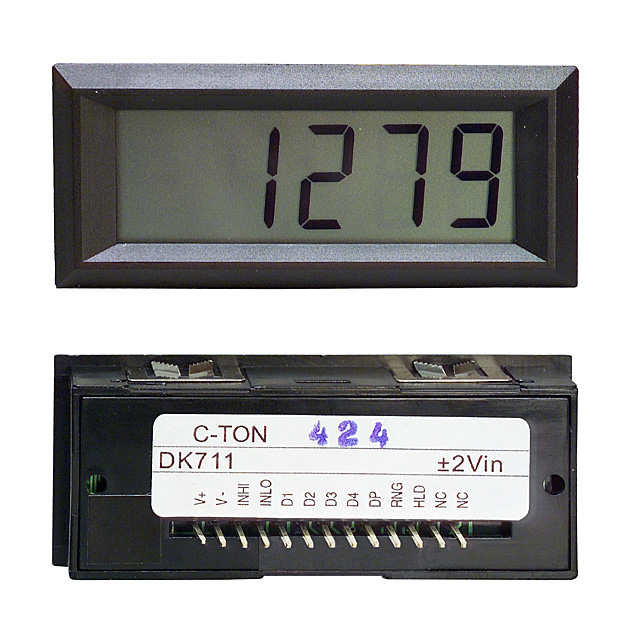 1279
C-TON 424
DK711 ±2Vin
V+ V- INHI INLO D1 D2 D3 D4 DP RNG HLD NC NC